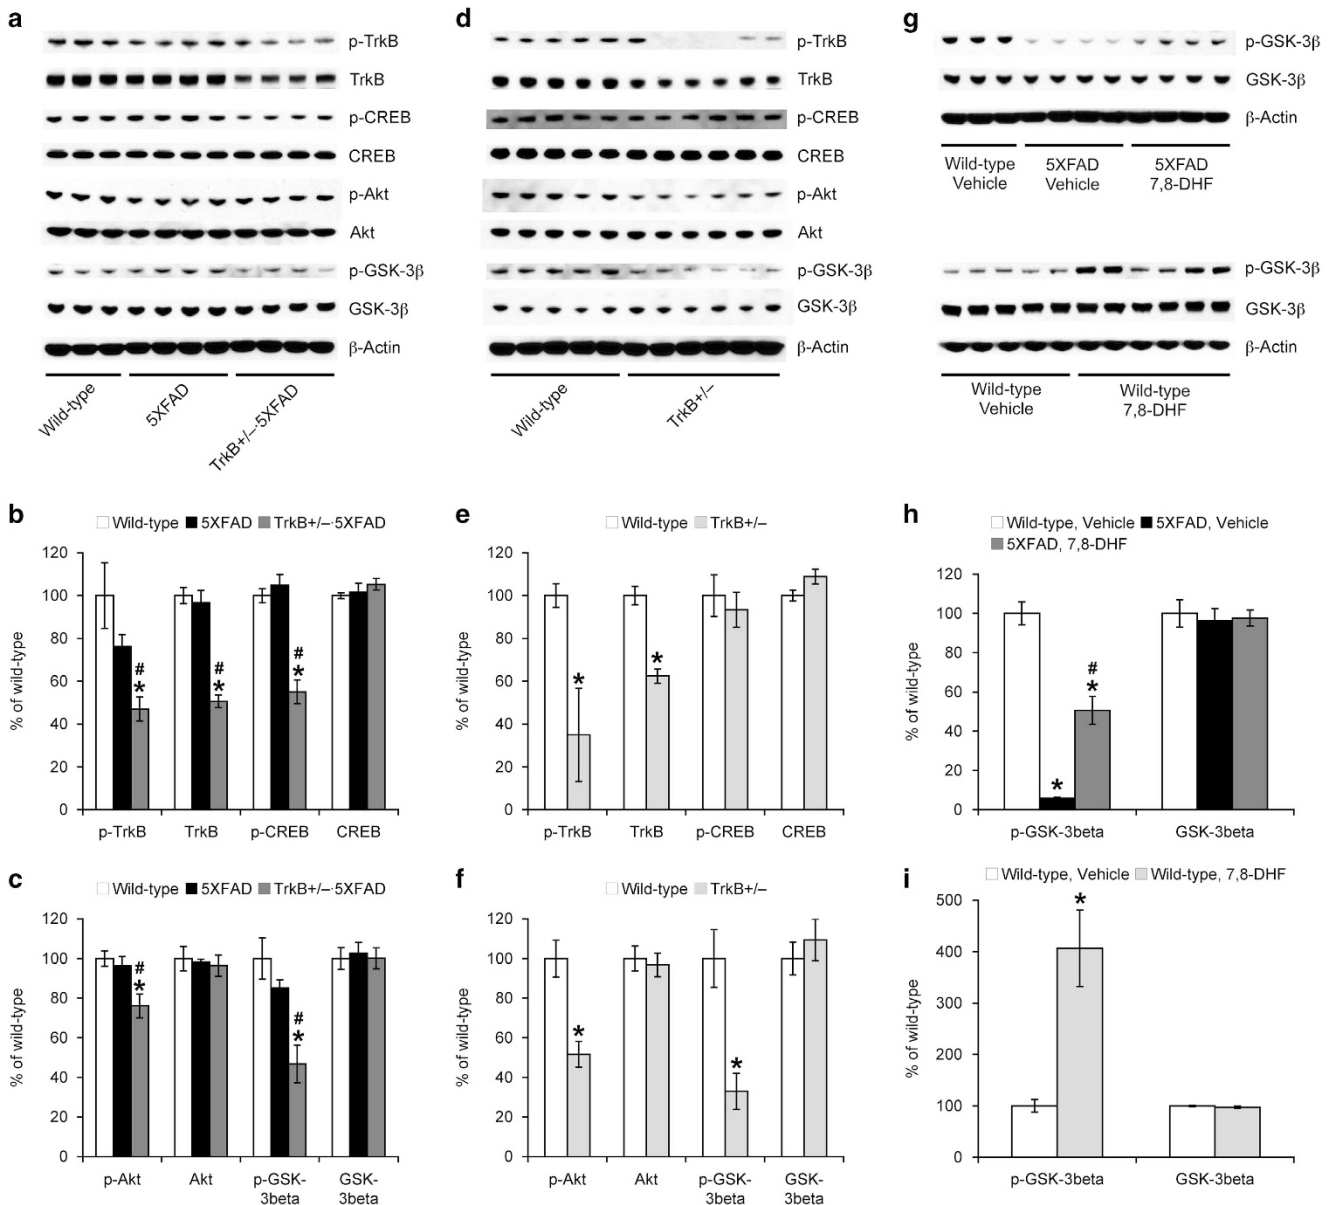 a
p-TrkB
TrkB
p-CREB
CREB
p-Akt
Akt
p-GSK-3β
GSK-3β
β-Actin
Wild-type
5XFAD
TrkB+/–·5XFAD
d
p-TrkB
TrkB
p-CREB
CREB
p-Akt
Akt
p-GSK-3β
GSK-3β
β-Actin
Wild-type
TrkB+/–
g
p-GSK-3β
GSK-3β
β-Actin
Wild-type
Vehicle
5XFAD
Vehicle
5XFAD
7,8-DHF
p-GSK-3β
GSK-3β
β-Actin
Wild-type
Vehicle
Wild-type
7,8-DHF
b
Wild-type 5XFAD TrkB+/–·5XFAD
% of wild-type
120
100
80
60
40
20
0
# * # * # *
p-TrkB TrkB p-CREB CREB
e
Wild-type TrkB+/–
% of wild-type
120
100
80
60
40
20
0
* *
p-TrkB TrkB p-CREB CREB
h
Wild-type, Vehicle 5XFAD, Vehicle
5XFAD, 7,8-DHF
% of wild-type
120
100
80
60
40
20
0
* # *
p-GSK-3beta GSK-3beta
c
Wild-type 5XFAD TrkB+/–·5XFAD
% of wild-type
120
100
80
60
40
20
0
# * # *
p-Akt Akt p-GSK-3beta GSK-3beta
f
Wild-type TrkB+/–
% of wild-type
120
100
80
60
40
20
0
* *
p-Akt Akt p-GSK-3beta GSK-3beta
i
Wild-type, Vehicle Wild-type, 7,8-DHF
% of wild-type
500
400
300
200
100
0
*
p-GSK-3beta GSK-3beta